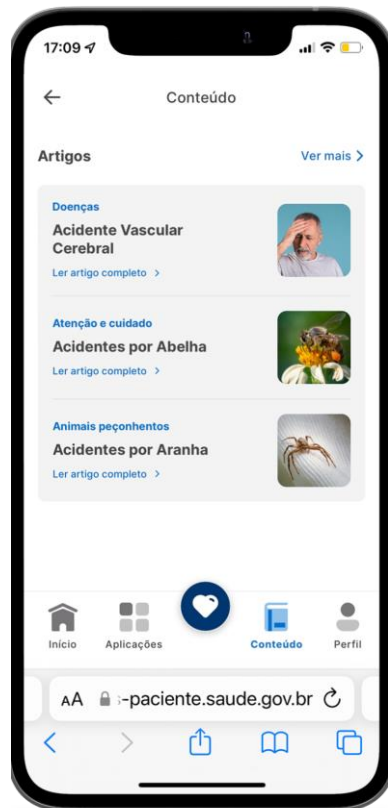 17:09
Conteúdo
Artigos
Ver mais
Doenças
Acidente Vascular
Cerebral
Ler artigo completo
Atenção e cuidado
Acidentes por Abelha
Ler artigo completo
Animais peçonhentos
Acidentes por Aranha
Ler artigo completo
Início
Aplicações
Conteúdo
Perfil
AA
-paciente.saude.gov.br